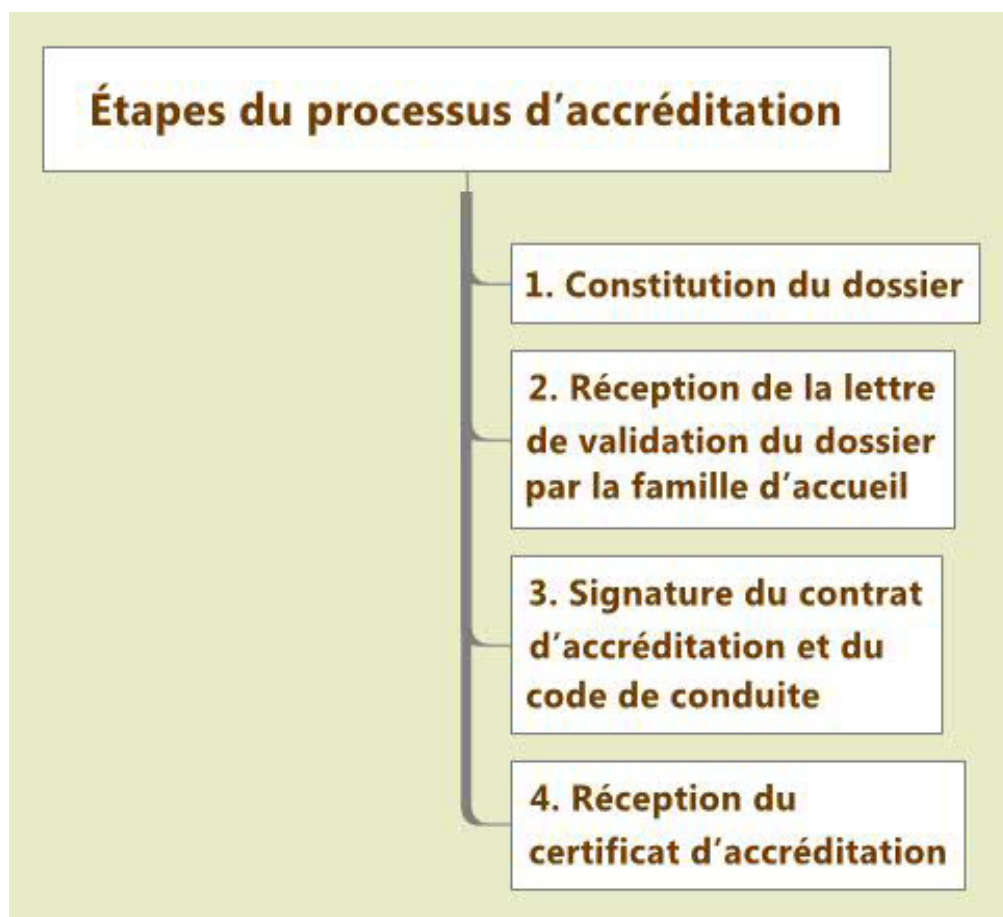 Étapes du processus d’accréditation
1. Constitution du dossier
2. Réception de la lettre
de validation du dossier
par la famille d’accueil
3. Signature du contrat
d’accréditation et du
code de conduite
4. Réception du
certificat d’accréditation